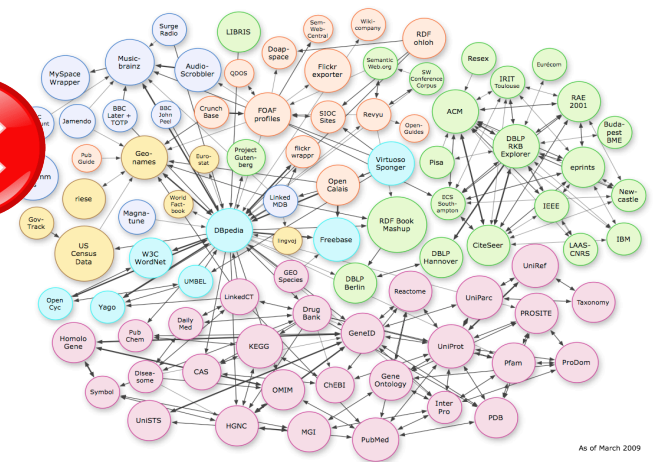 Surge
Radio
LIBRIS
Sem-
Web-
Central
Wiki-
company
RDF
ohloh
Music-
brainz
Doap-
space
MySpace
Wrapper
Audio-
Scrobbler
QDOS
Flickr
exporter
Semantic
Web.org
SW
Conference
Corpus
Resex
IRIT
Toulouse
Eurécom
RAE
2001
Jamendo
BBC
Later +
TOTP
BBC
John
Peel
Crunch
Base
FOAF
profiles
SIOC
Sites
Revyu
Open-
Guides
ACM
DBLP
RKB
Explorer
Buda-
pest
BME
Pub
Guide
Geo-
names
Euro-
stat
Project
Guten-
berg
flickr
wrappr
Virtuoso
Sponger
Pisa
eprints
riese
World
Fact-
book
Open
Calais
ECS
South-
ampton
New-
castle
Gov-
Track
Magna-
tune
Linked
MDB
RDF Book
Mashup
IEEE
US
Census
Data
DBpedia
lingvoj
Freebase
CiteSeer
LAAS-
CNRS
IBM
W3C
WordNet
DBLP
Hannover
UMBEL
GEO
Species
DBLP
Berlin
UniRef
Open
Cyc
Yago
LinkedCT
Reactome
UniParc
Taxonomy
Drug
Bank
PROSITE
Homolo
Gene
Pub
Chem
Daily
Med
KEGG
GeneID
UniProt
Pfam
ProDom
Symbol
Disea-
some
CAS
OMIM
ChEBI
Gene
Ontology
Inter
Pro
PDB
UniSTS
HGNC
MGI
PubMed
As of March 2009